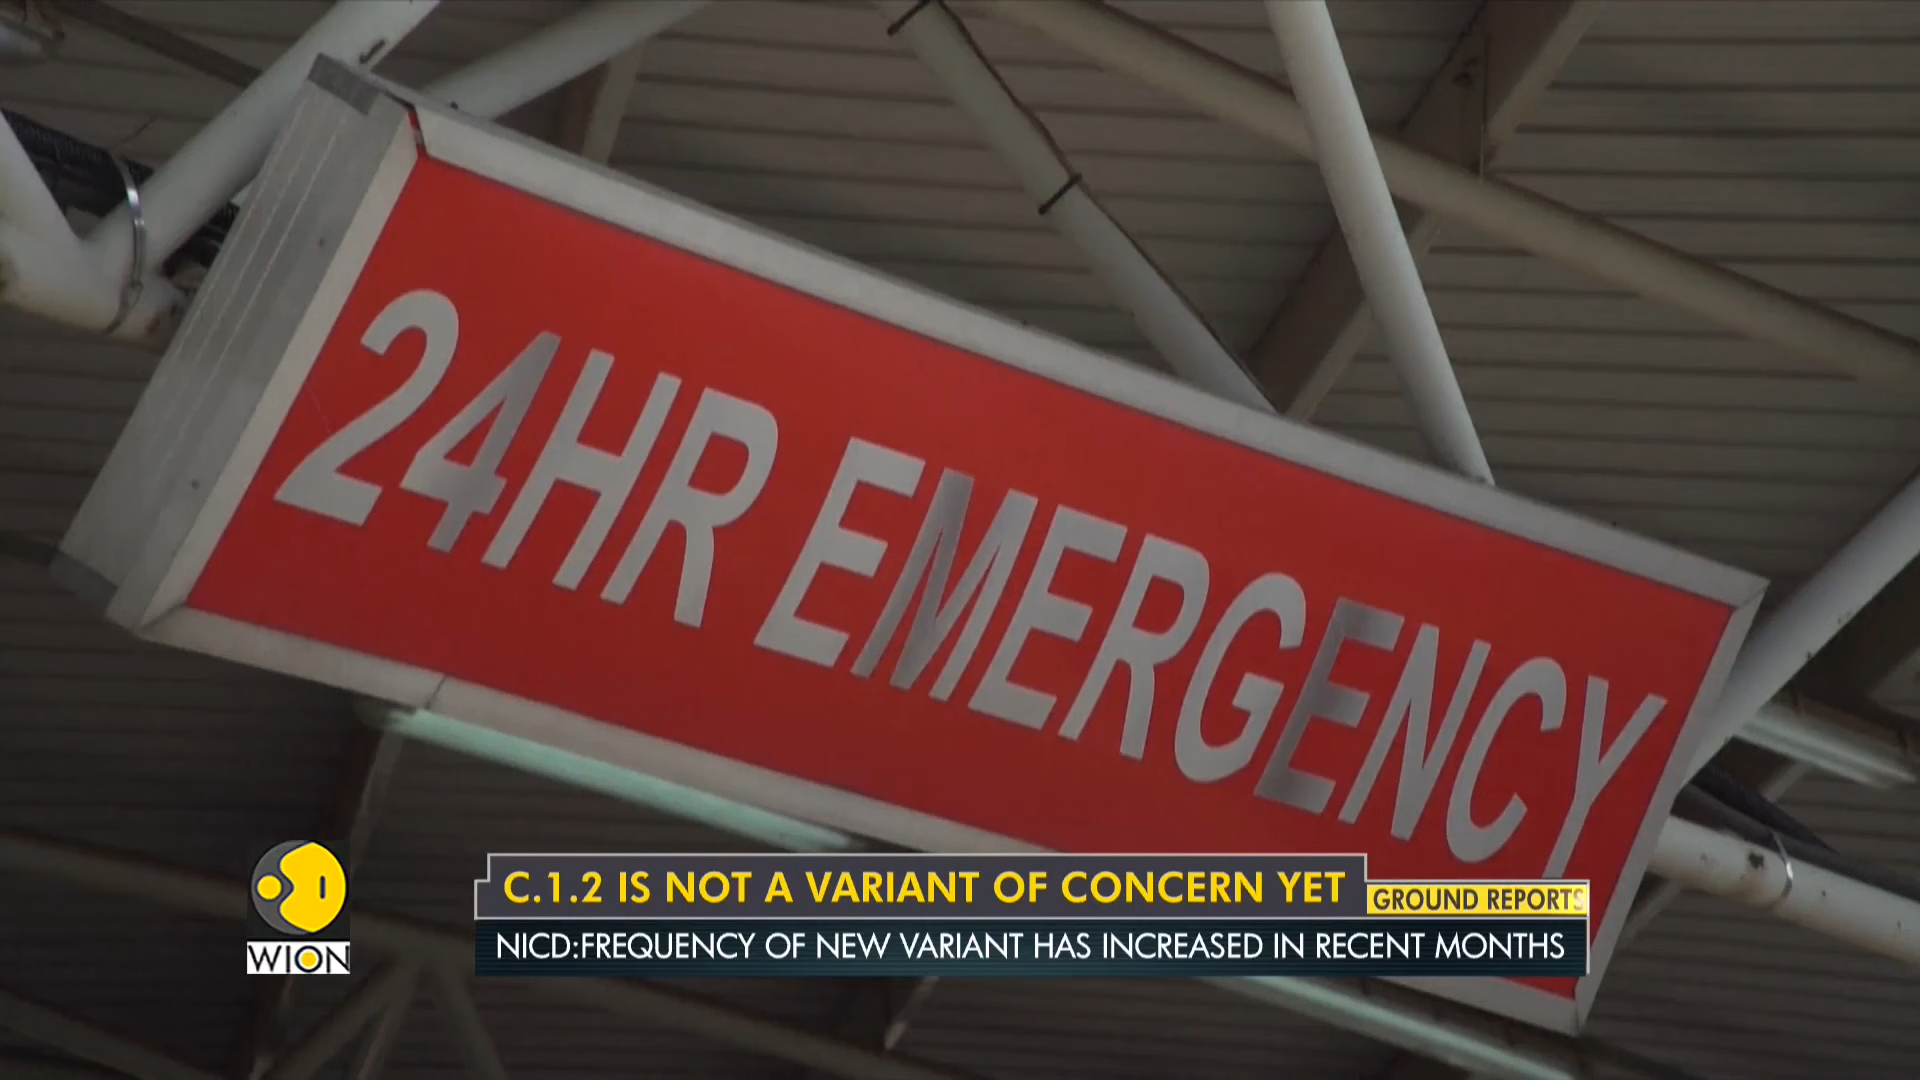 24HR EMERGENCY
C.1.2 IS NOT A VARIANT OF CONCERN YET
GROUND REPORTS
NICD:FREQUENCY OF NEW VARIANT HAS INCREASED IN RECENT MONTHS
WION